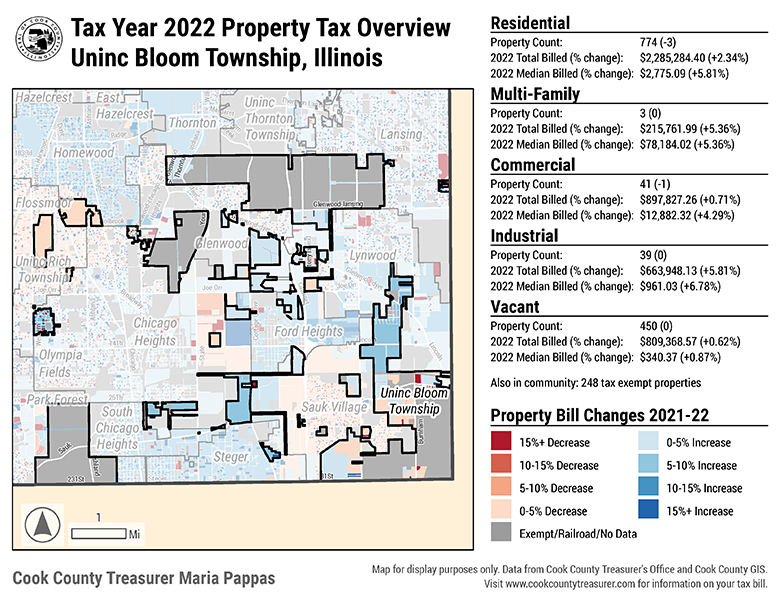 Tax Year 2022 Property Tax Overview
Uninc Bloom Township, Illinois
Residential
Property Count: 774 (-3)
2022 Total Billed (% change): $2,285,284.40 (+2.34%)
2022 Median Billed (% change): $2,775.09 (+5.81%)
Multi-Family
Property Count: 3 (0)
2022 Total Billed (% change): $215,761.99 (+5.36%)
2022 Median Billed (% change): $78,184.02 (+5.36%)
Commercial
Property Count: 41 (-1)
2022 Total Billed (% change): $897,827.26 (+0.71%)
2022 Median Billed (% change): $12,882.32 (+4.29%)
Industrial
Property Count: 39 (0)
2022 Total Billed (% change): $663,948.13 (+5.81%)
2022 Median Billed (% change): $961.03 (+6.78%)
Vacant
Property Count: 450 (0)
2022 Total Billed (% change): $809,368.57 (+0.62%)
2022 Median Billed (% change): $340.37 (+0.87%)
Also in community: 248 tax exempt properties
Property Bill Changes 2021-22
15%+ Decrease
10-15% Decrease
5-10% Decrease
0-5% Decrease
Exempt/Railroad/No Data
0-5% Increase
5-10% Increase
10-15% Increase
15%+ Increase
Hazelcrest
East
Hazelcrest
Uninc
Thornton
Township
Thornton
Lansing
Homewood
Flossmoor
Glenwood-lansing
Glenwood
Lynwood
Uninc Rich
Township
Joe Orr
Joe Orr
Chicago
Heights
Ford Heights
Olympia
Fields
Lincoln
Park Forest
Uninc Bloom
Township
Sauk Village
South
Chicago
Heights
Sauk
Steger
Burnham
231St
1
Mi
Cook County Treasurer Maria Pappas
Map for display purposes only. Data from Cook County Treasurer's Office and Cook County GIS.
Visit www.cookcountytreasurer.com for information on your tax bill.